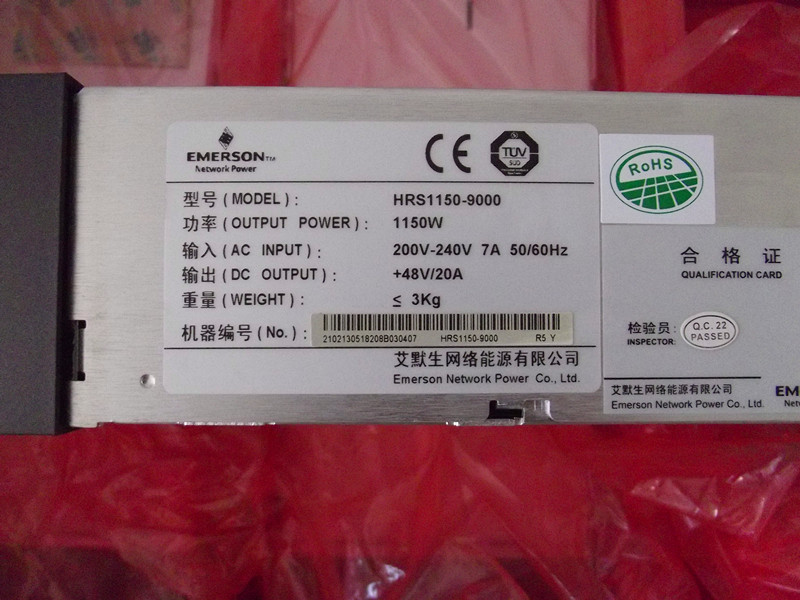 EMERSON™
Network Power
CE
TÜV
SÜD
RoHS
型号 ( MODEL ) : HRS1150-9000
功率 ( OUTPUT POWER ) : 1150W
输入 ( AC INPUT ) : 200V-240V 7A 50/60Hz
输出 ( DC OUTPUT ) : +48V/20A
重量 ( WEIGHT ) : ≤ 3Kg
机器编号 ( No. ) :
2102130518208B030407 HRS1150-9000 R5 Y
艾默生网络能源有限公司
Emerson Network Power Co., Ltd.
合格证
QUALIFICATION CARD
检验员:
INSPECTOR:
Q.C. 22
PASSED
艾默生网络能源有限公司
Emerson Network Power Co., Ltd.